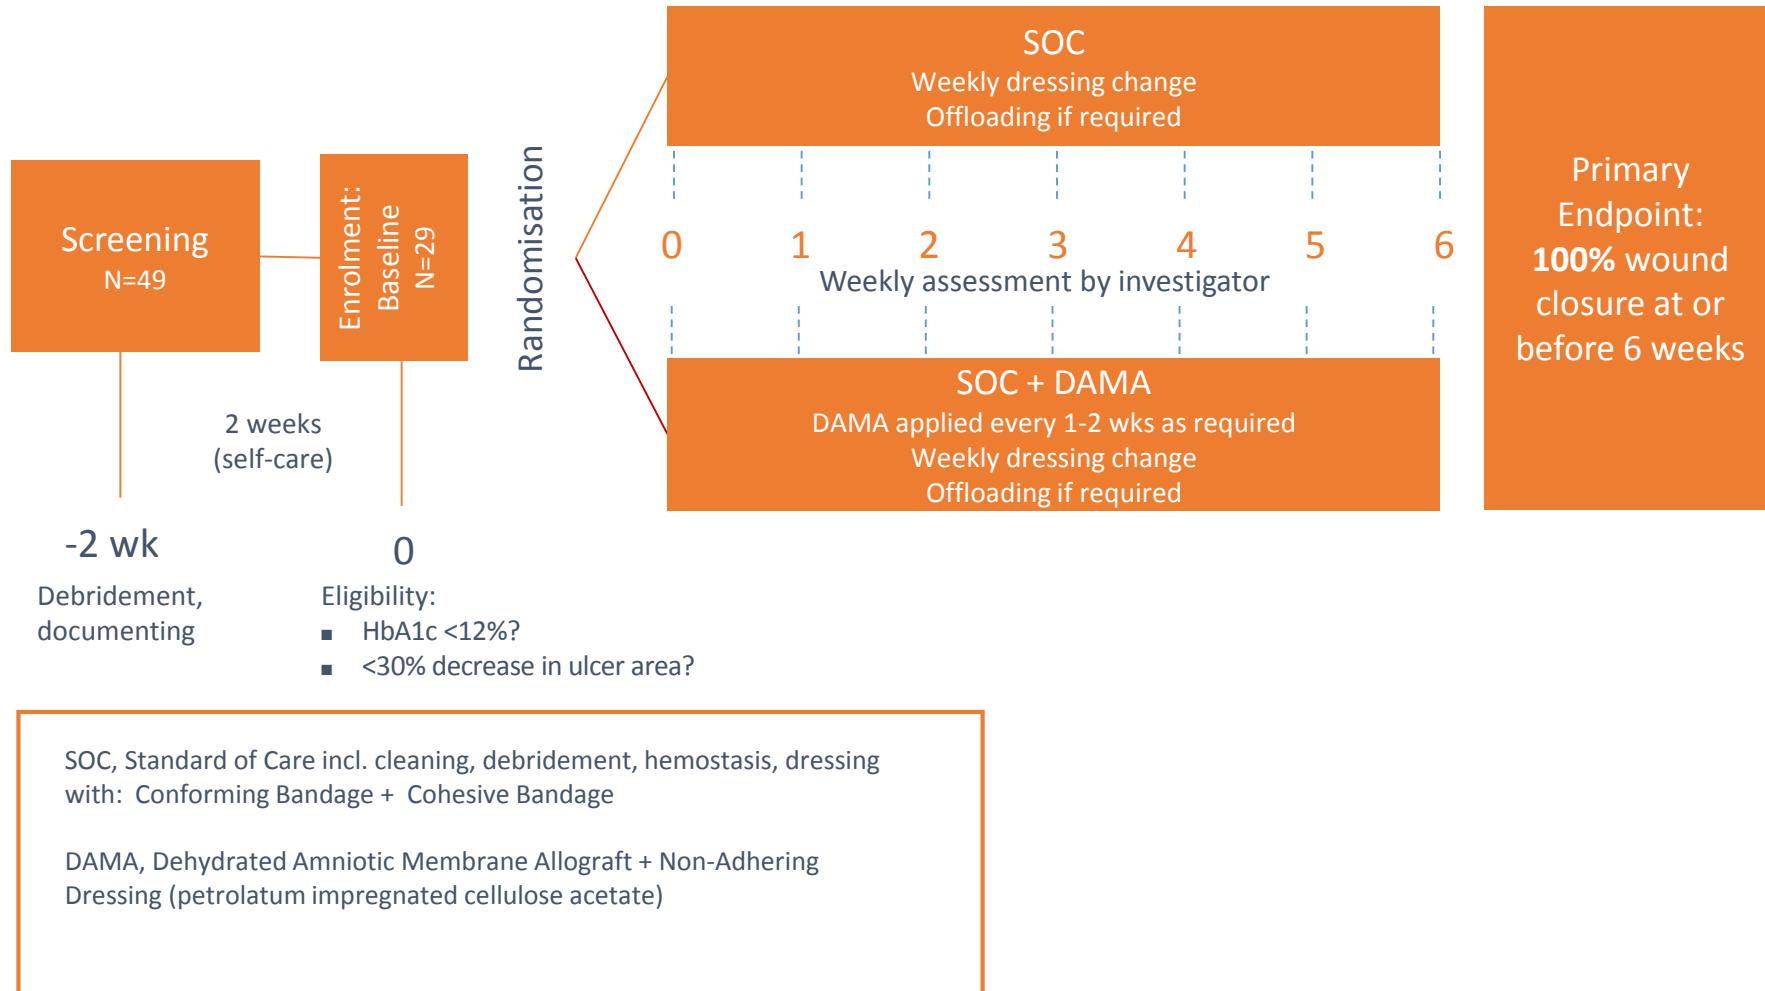 Screening
N=49
Enrolment:
Baseline
N=29
Randomisation
SOC
Weekly dressing change
Offloading if required
0 1 2 3 4 5 6
Weekly assessment by investigator
SOC + DAMA
DAMA applied every 1-2 wks as required
Weekly dressing change
Offloading if required
Primary
Endpoint:
100% wound
closure at or
before 6 weeks
2 weeks
(self-care)
-2 wk
Debridement,
documenting
0
Eligibility:
■ HbA1c <12%?
■ <30% decrease in ulcer area?
SOC, Standard of Care incl. cleaning, debridement, hemostasis, dressing
with: Conforming Bandage + Cohesive Bandage
DAMA, Dehydrated Amniotic Membrane Allograft + Non-Adhering
Dressing (petrolatum impregnated cellulose acetate)